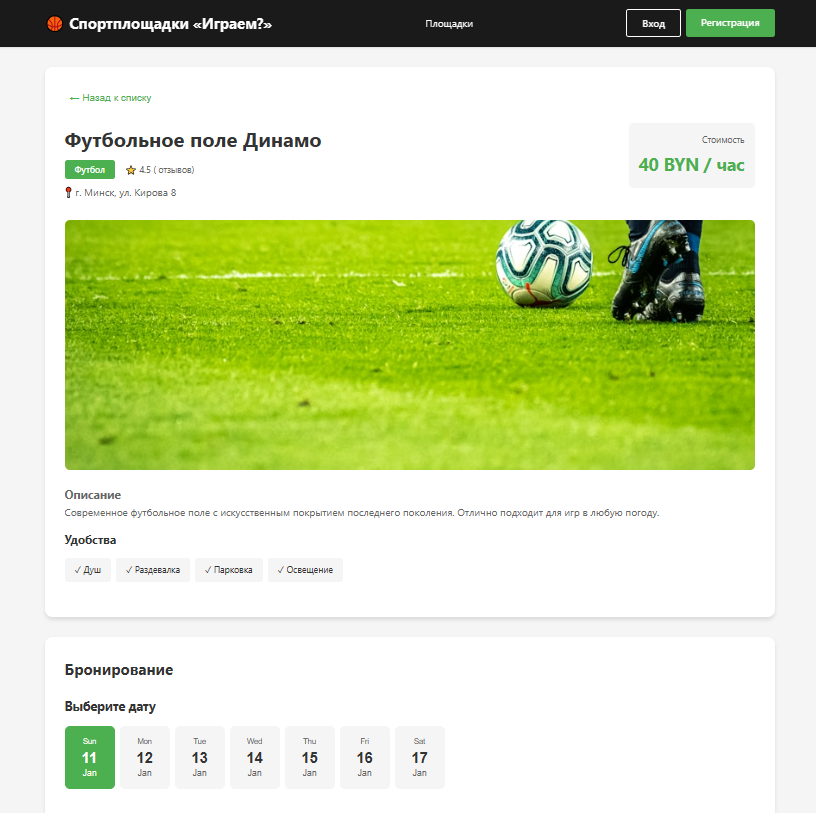 Спортплощадки «Играем?»
Площадки
Вход
Регистрация
← Назад к списку
Футбольное поле Динамо
Футбол
4.5 ( отзывов)
г. Минск, ул. Кирова 8
Стоимость
40 BYN / час
Описание
Современное футбольное поле с искусственным покрытием последнего поколения. Отлично подходит для игр в любую погоду.
Удобства
✓ Душ
✓ Раздевалка
✓ Парковка
✓ Освещение
Бронирование
Выберите дату
Sun
11
Jan
Mon
12
Jan
Tue
13
Jan
Wed
14
Jan
Thu
15
Jan
Fri
16
Jan
Sat
17
Jan